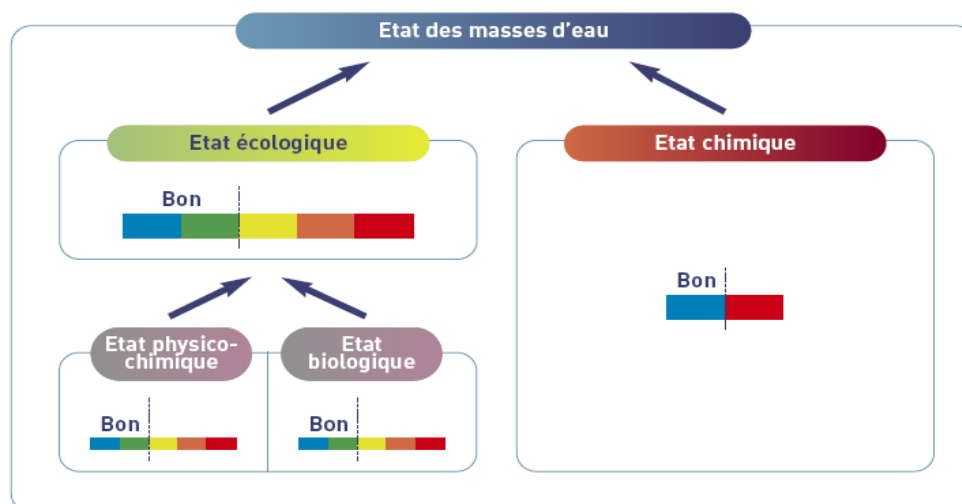 Etat des masses d'eau
Etat écologique
Etat chimique
Bon
Bon
Etat physico-
chimique
Etat
biologique
Bon
Bon